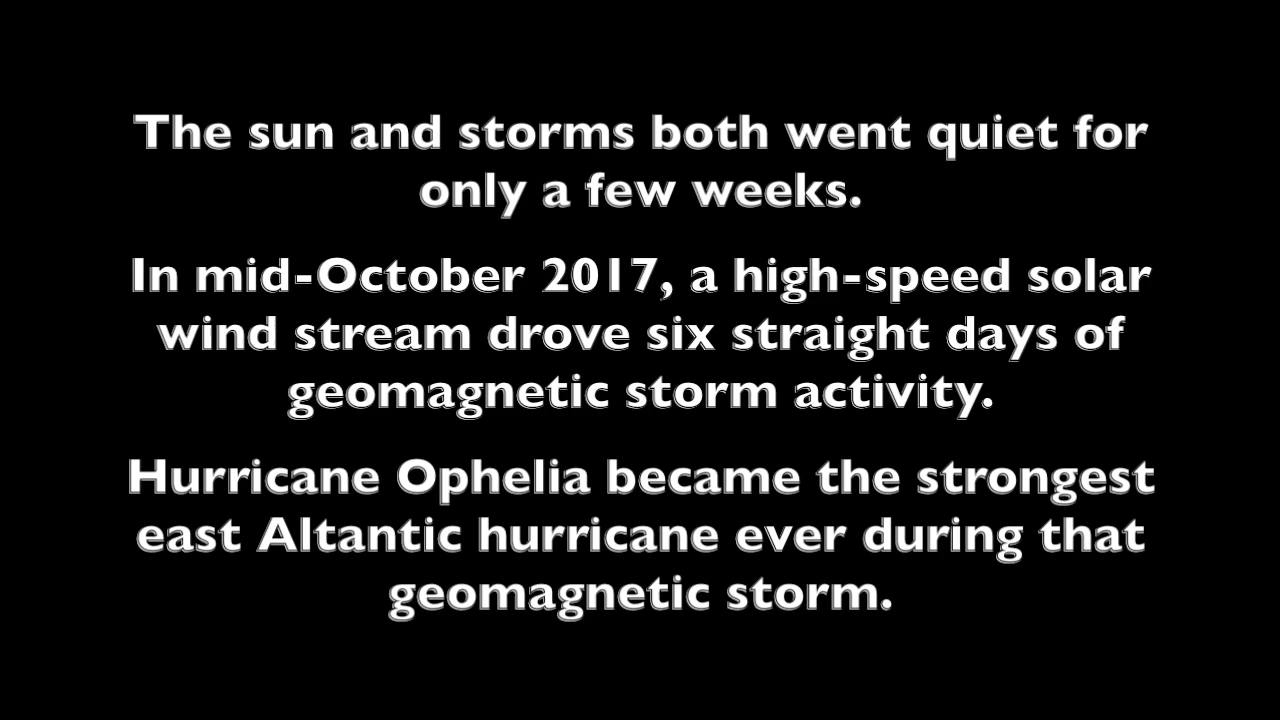 The sun and storms both went quiet for
only a few weeks.
In mid-October 2017, a high-speed solar
wind stream drove six straight days of
geomagnetic storm activity.
Hurricane Ophelia became the strongest
east Altantic hurricane ever during that
geomagnetic storm.